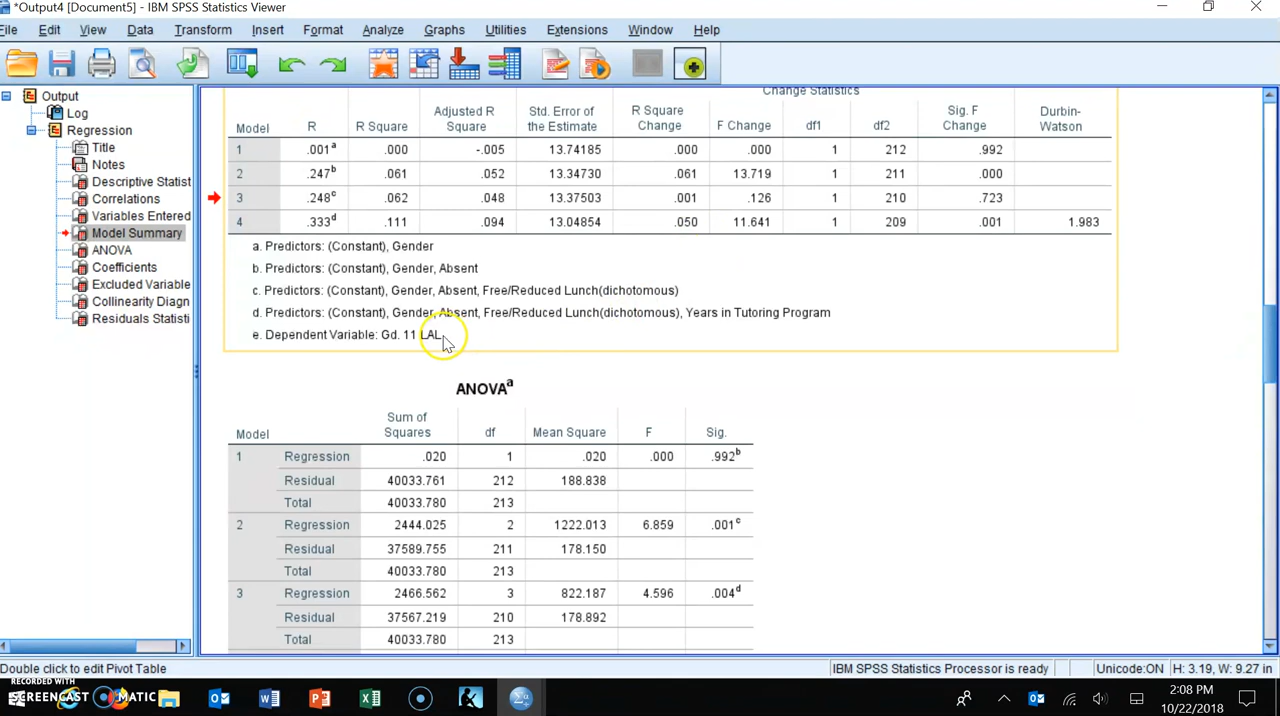 *Output4 [Document5] - IBM SPSS Statistics Viewer
File Edit View Data Transform Insert Format Analyze Graphs Utilities Extensions Window Help
Output
Log
Regression
Title
Notes
Descriptive Statist
Correlations
Variables Entered
Model Summary
ANOVA
Coefficients
Excluded Variable
Collinearity Diagn
Residuals Statisti
Change Statistics
Model R R Square Adjusted R Square Std. Error of the Estimate R Square Change F Change df1 df2 Sig. F Change Durbin-Watson
1 .001a .000 -.005 13.74185 .000 .000 1 212 .992
2 .247b .061 .052 13.34730 .061 13.719 1 211 .000
3 .248c .062 .048 13.37503 .001 .126 1 210 .723
4 .333d .111 .094 13.04854 .050 11.641 1 209 .001 1.983
a. Predictors: (Constant), Gender
b. Predictors: (Constant), Gender, Absent
c. Predictors: (Constant), Gender, Absent, Free/Reduced Lunch(dichotomous)
d. Predictors: (Constant), Gender, Absent, Free/Reduced Lunch(dichotomous), Years in Tutoring Program
e. Dependent Variable: Gd. 11 LAL
ANOVAa
Model Sum of Squares df Mean Square F Sig.
1 Regression .020 1 .020 .000 .992b
Residual 40033.761 212 188.838
Total 40033.780 213
2 Regression 2444.025 2 1222.013 6.859 .001c
Residual 37589.755 211 178.150
Total 40033.780 213
3 Regression 2466.562 3 822.187 4.596 .004d
Residual 37567.219 210 178.892
Total 40033.780 213
Double click to edit Pivot Table IBM SPSS Statistics Processor is ready Unicode:ON H: 3.19, W: 9.27 in
RECORDED WITH
SCREENCAST MATIC
2:08 PM
10/22/2018